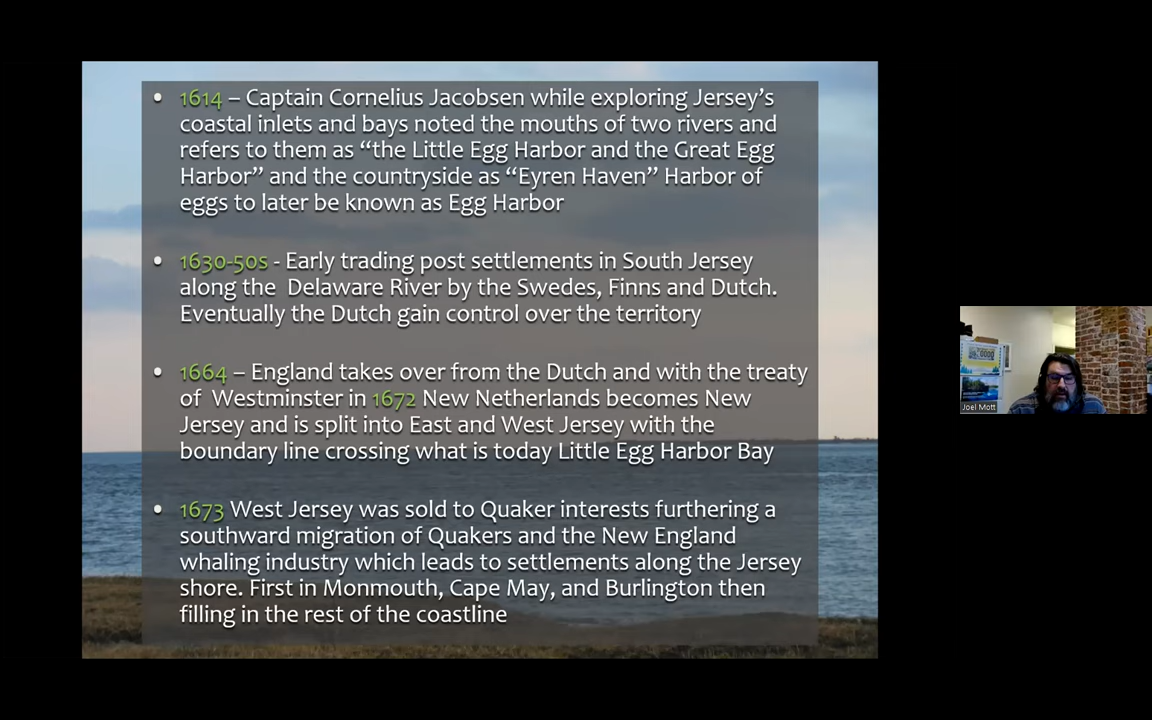 • 1614 – Captain Cornelius Jacobsen while exploring Jersey's
coastal inlets and bays noted the mouths of two rivers and
refers to them as “the Little Egg Harbor and the Great Egg
Harbor” and the countryside as “Eyren Haven” Harbor of
eggs to later be known as Egg Harbor
• 1630-50s - Early trading post settlements in South Jersey
along the Delaware River by the Swedes, Finns and Dutch.
Eventually the Dutch gain control over the territory
• 1664 – England takes over from the Dutch and with the treaty
of Westminster in 1672 New Netherlands becomes New
Jersey and is split into East and West Jersey with the
boundary line crossing what is today Little Egg Harbor Bay
• 1673 West Jersey was sold to Quaker interests furthering a
southward migration of Quakers and the New England
whaling industry which leads to settlements along the Jersey
shore. First in Monmouth, Cape May, and Burlington then
filling in the rest of the coastline
Joel Mott